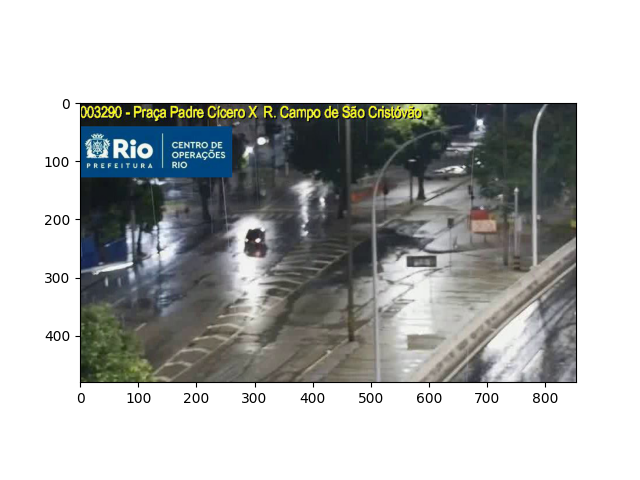 0
100
200
300
400
0 100 200 300 400 500 600 700 800
003290 - Praça Padre Cícero X R. Campo de São Cristóvão
Rio
PREFEITURA
CENTRO DE
OPERAÇÕES
RIO